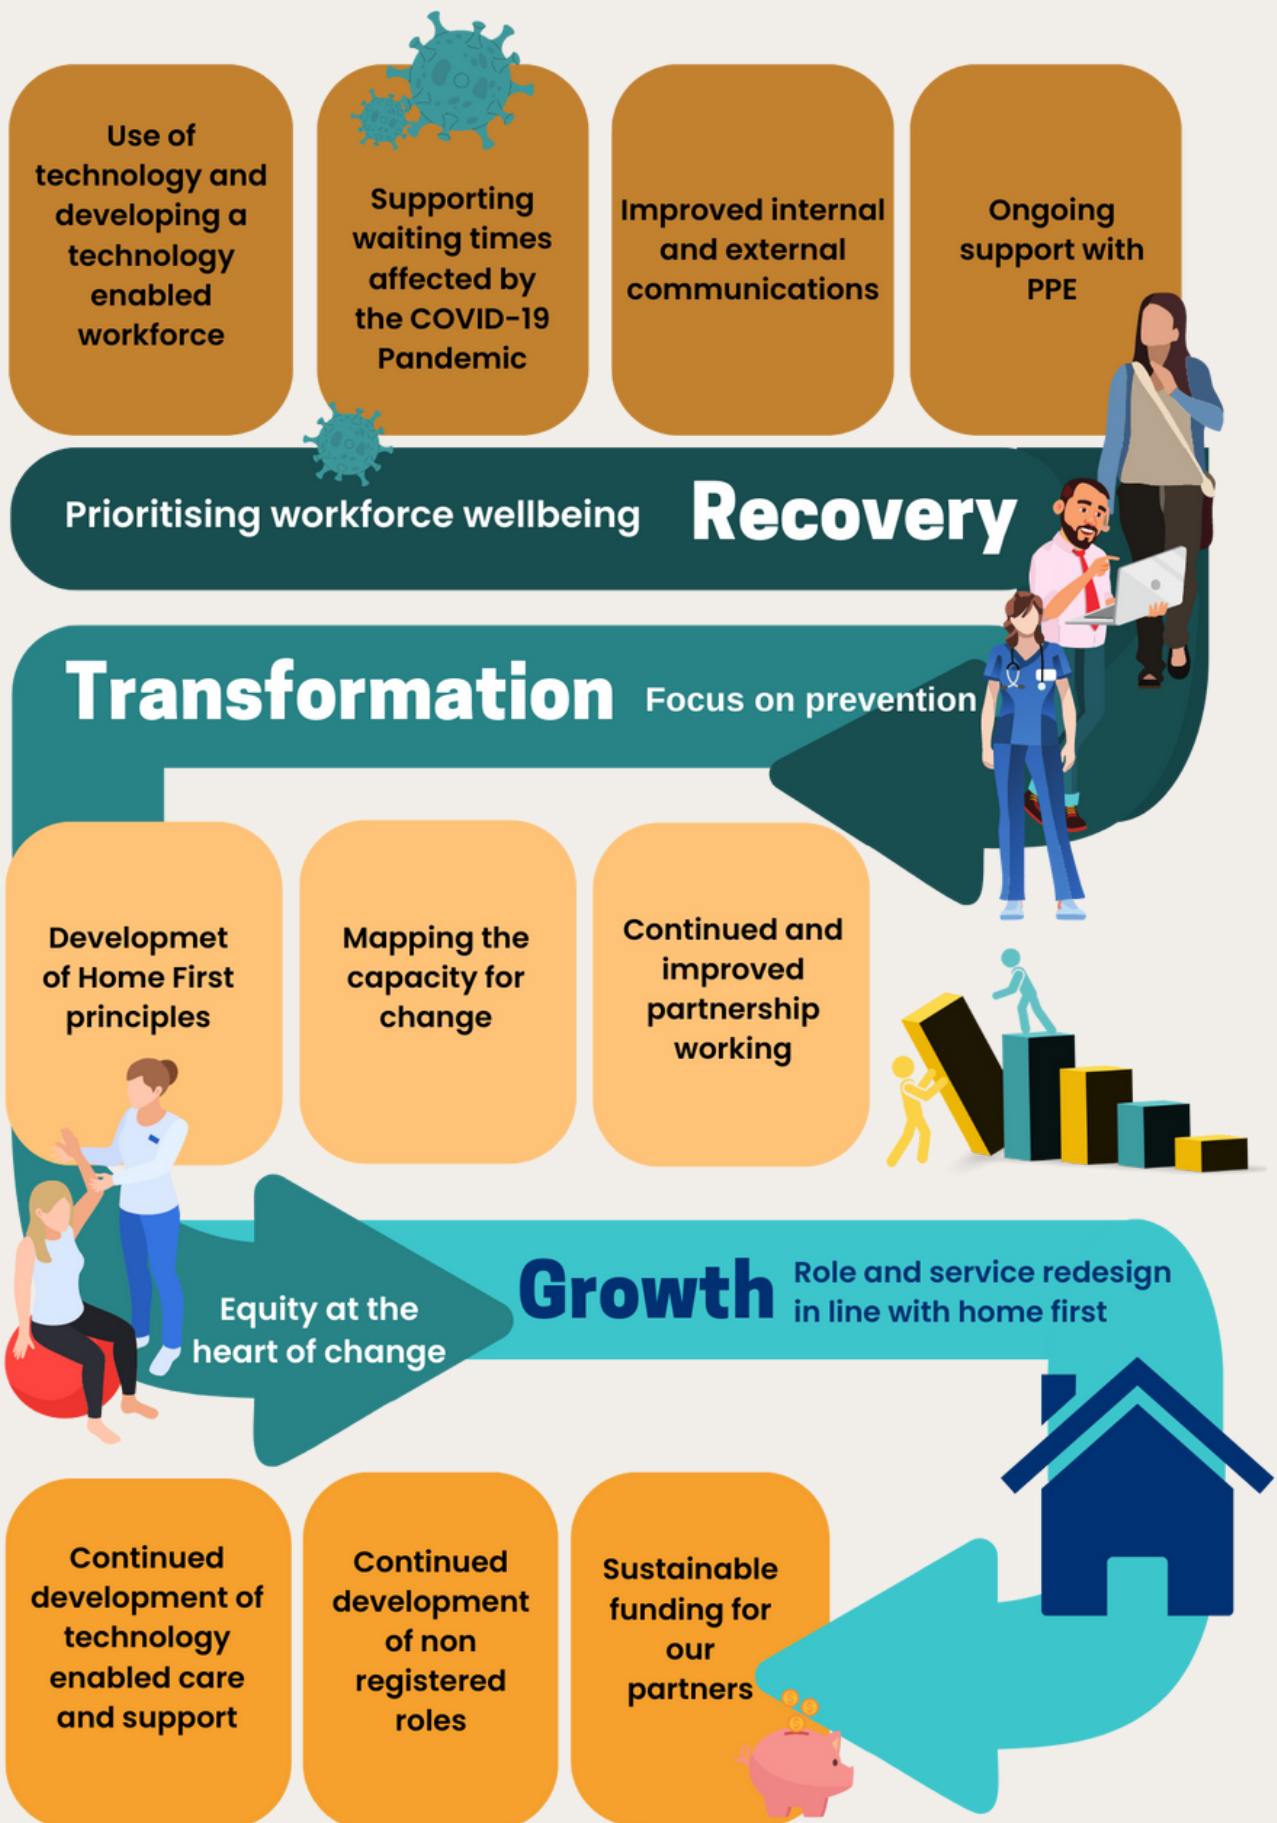 Use of
technology and
developing a
technology
enabled
workforce
Supporting
waiting times
affected by
the COVID-19
Pandemic
Improved internal
and external
communications
Ongoing
support with
PPE
Prioritising workforce wellbeing
Recovery
Transformation
Focus on prevention
Developmet
of Home First
principles
Mapping the
capacity for
change
Continued and
improved
partnership
working
Equity at the
heart of change
Growth
Role and service redesign
in line with home first
Continued
development of
technology
enabled care
and support
Continued
development
of non
registered
roles
Sustainable
funding for
our
partners